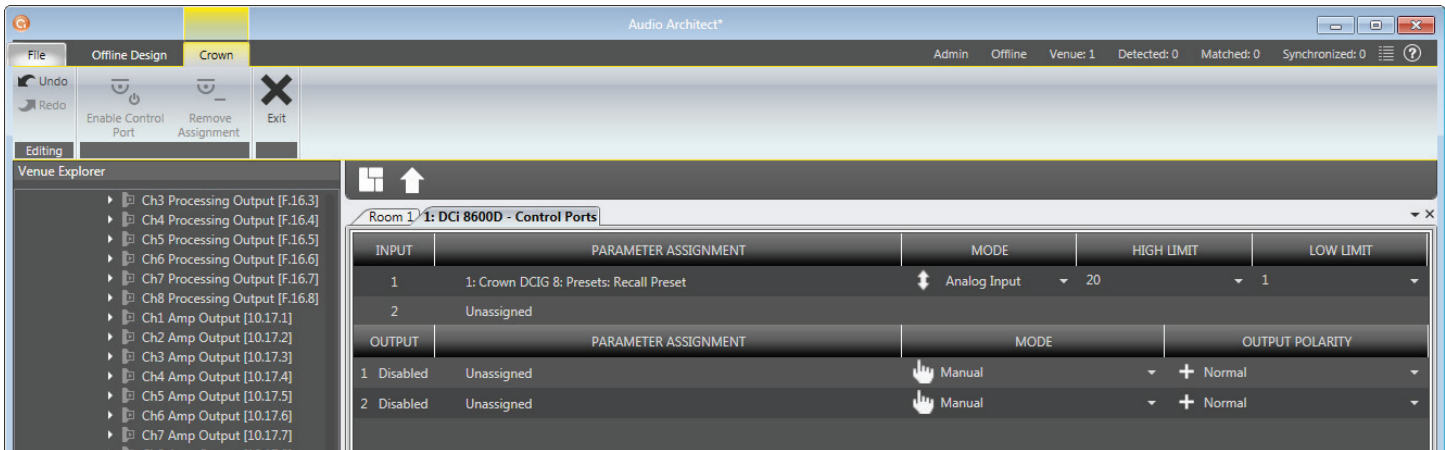 Audio Architect*
File Offline Design Crown Admin Offline Venue: 1 Detected: 0 Matched: 0 Synchronized: 0 ?
Undo
Redo
Enable Control Port
Remove Assignment
Exit
Editing
Venue Explorer
Ch3 Processing Output [F.16.3]
Ch4 Processing Output [F.16.4]
Ch5 Processing Output [F.16.5]
Ch6 Processing Output [F.16.6]
Ch7 Processing Output [F.16.7]
Ch8 Processing Output [F.16.8]
Ch1 Amp Output [10.17.1]
Ch2 Amp Output [10.17.2]
Ch3 Amp Output [10.17.3]
Ch4 Amp Output [10.17.4]
Ch5 Amp Output [10.17.5]
Ch6 Amp Output [10.17.6]
Ch7 Amp Output [10.17.7]
Room 1 1: DCi 8600D - Control Ports
INPUT PARAMETER ASSIGNMENT MODE HIGH LIMIT LOW LIMIT
1 1: Crown DCIG 8: Presets: Recall Preset Analog Input 20 1
2 Unassigned
OUTPUT PARAMETER ASSIGNMENT MODE OUTPUT POLARITY
1 Disabled Unassigned Manual Normal
2 Disabled Unassigned Manual Normal